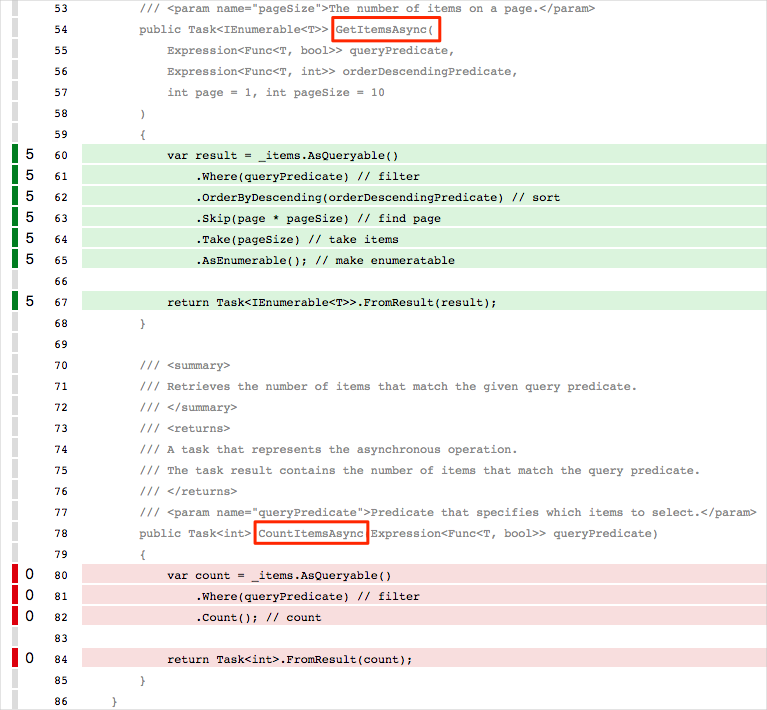 53 /// <param name="pageSize">The number of items on a page.</param>
54 public Task<IEnumerable<T>> GetItemsAsync(
55 Expression<Func<T, bool>> queryPredicate,
56 Expression<Func<T, int>> orderDescendingPredicate,
57 int page = 1, int pageSize = 10
58 )
59 {
5 60 var result = _items.AsQueryable()
5 61 .Where(queryPredicate) // filter
5 62 .OrderByDescending(orderDescendingPredicate) // sort
5 63 .Skip(page * pageSize) // find page
5 64 .Take(pageSize) // take items
5 65 .AsEnumerable(); // make enumeratable
66
5 67 return Task<IEnumerable<T>>.FromResult(result);
68 }
69
70 /// <summary>
71 /// Retrieves the number of items that match the given query predicate.
72 /// </summary>
73 /// <returns>
74 /// A task that represents the asynchronous operation.
75 /// The task result contains the number of items that match the query predicate.
76 /// </returns>
77 /// <param name="queryPredicate">Predicate that specifies which items to select.</param>
78 public Task<int> CountItemsAsync(Expression<Func<T, bool>> queryPredicate)
79 {
0 80 var count = _items.AsQueryable()
0 81 .Where(queryPredicate) // filter
0 82 .Count(); // count
83
0 84 return Task<int>.FromResult(count);
85 }
86 }